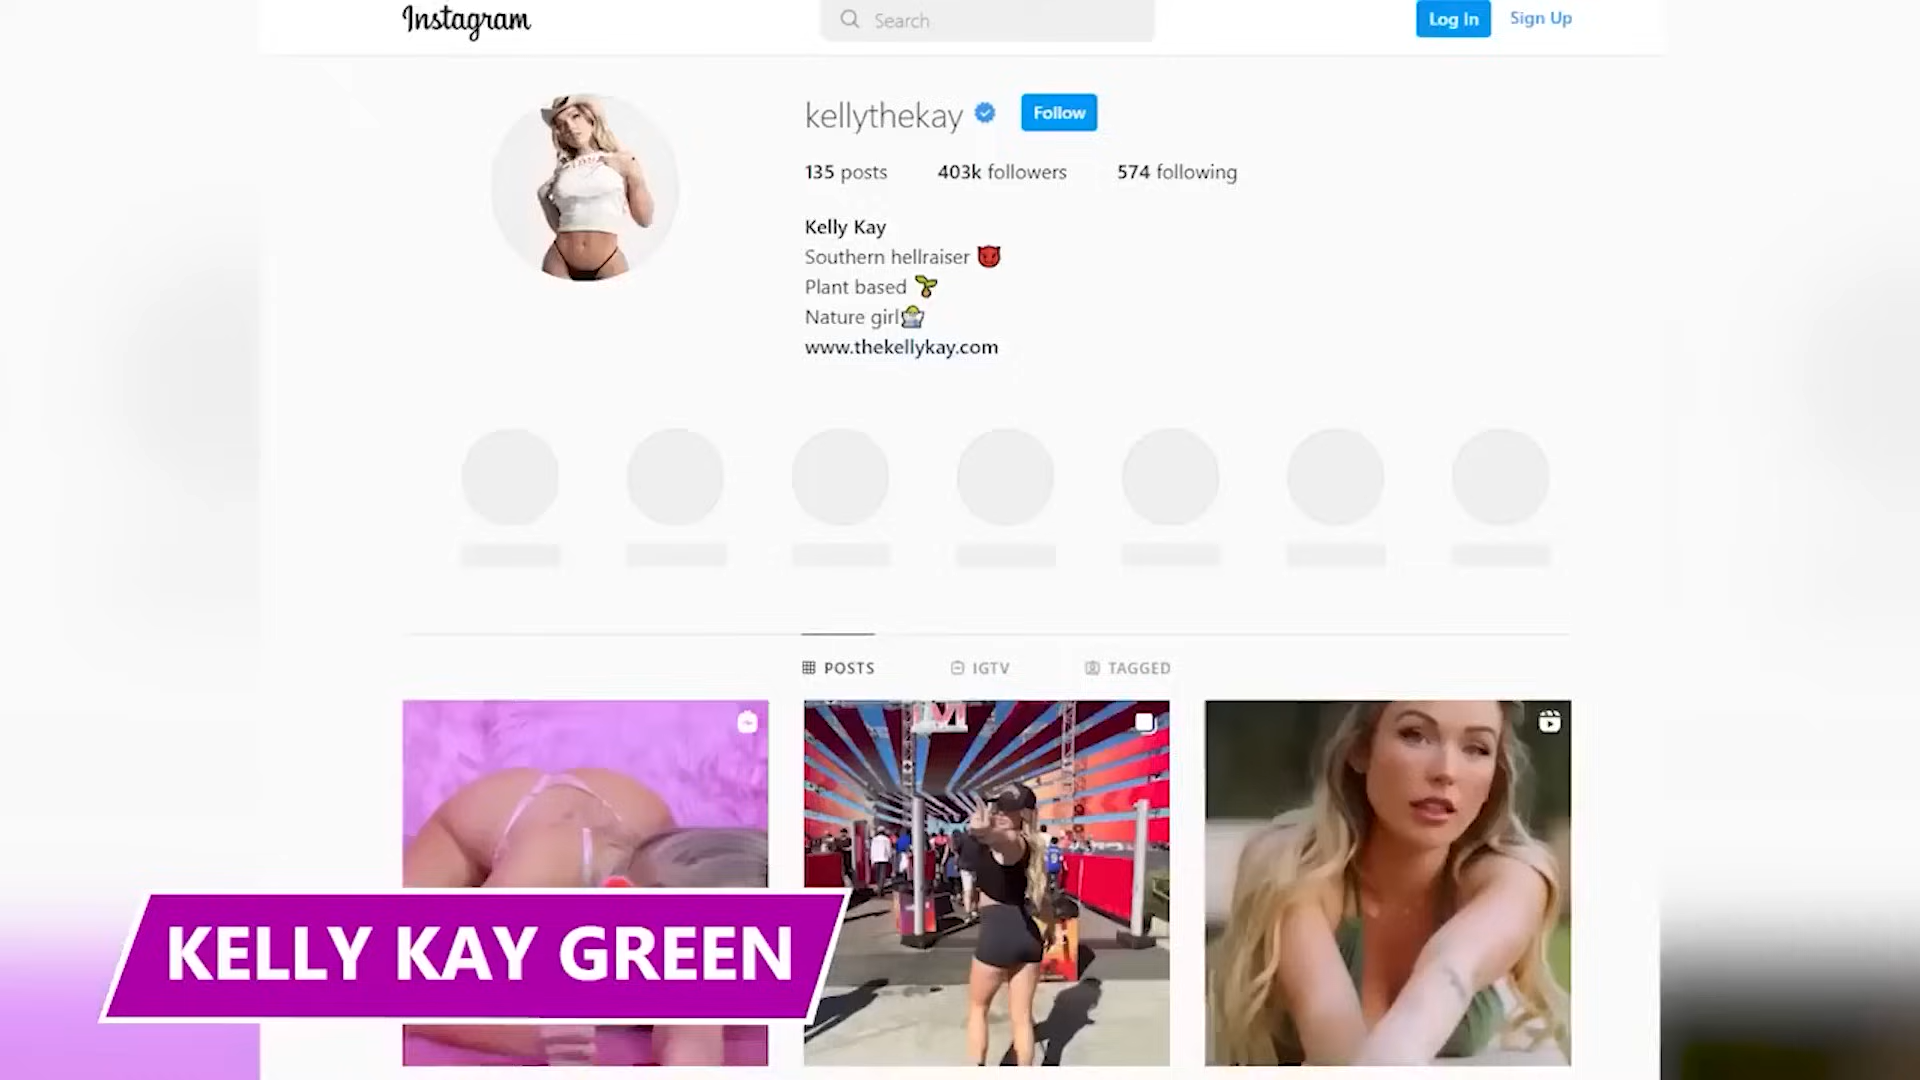 Instagram
Search
Log In
Sign Up
kellythekay
Follow
135 posts 403k followers 574 following
Kelly Kay
Southern hellraiser 😈
Plant based 🌱
Nature girl
www.thekellykay.com
POSTS IGTV TAGGED
KELLY KAY GREEN